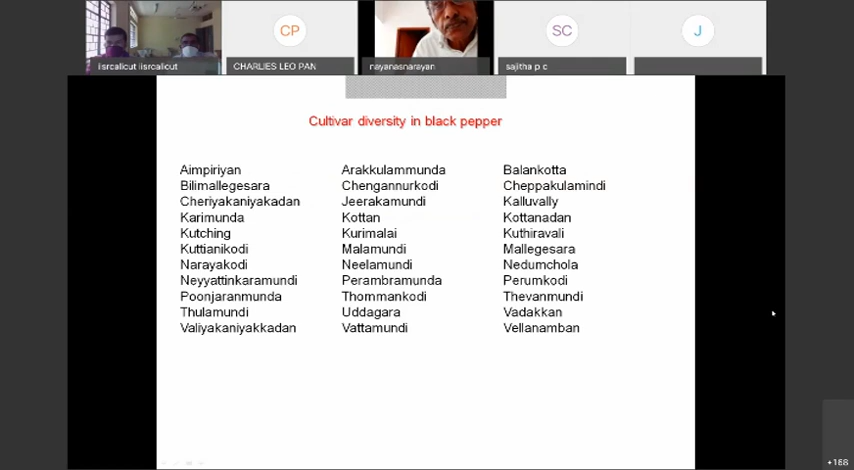 CP
SC
J
iisrcalicut iisrcalicut
CHARLIES LEO PAN
nayanasnarayan
sajitha p c
Cultivar diversity in black pepper
Aimpiriyan Arakkulammunda Balankotta
Bilimallegesara Chengannurkodi Cheppakulamindi
Cheriyakaniyakadan Jeerakamundi Kalluvally
Karimunda Kottan Kottanadan
Kutching Kurimalai Kuthiravali
Kuttianikodi Malamundi Mallegesara
Narayakodi Neelamundi Nedumchola
Neyyattinkaramundi Perambramunda Perumkodi
Poonjaranmunda Thommankodi Thevanmundi
Thulamundi Uddagara Vadakkan
Valiyakaniyakkadan Vattamundi Vellanamban
+168